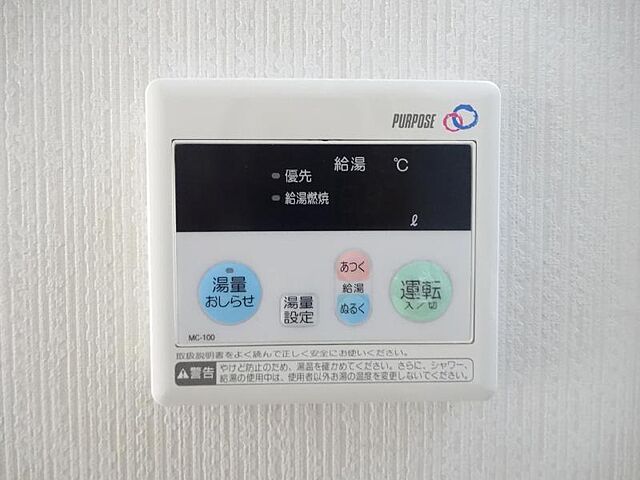 PURPOSE
給湯 ℃
優先
給湯燃焼
ℓ
湯量
おしらせ
湯量
設定
あつく
給湯
ぬるく
運転
入/切
MC-100
取扱説明書をよく読んで正しく安全にお使いください。
警告
やけど防止のため、湯温を確かめてください。さらに、シャワー、
給湯の使用中は、使用者以外お湯の温度を変更しないでください。